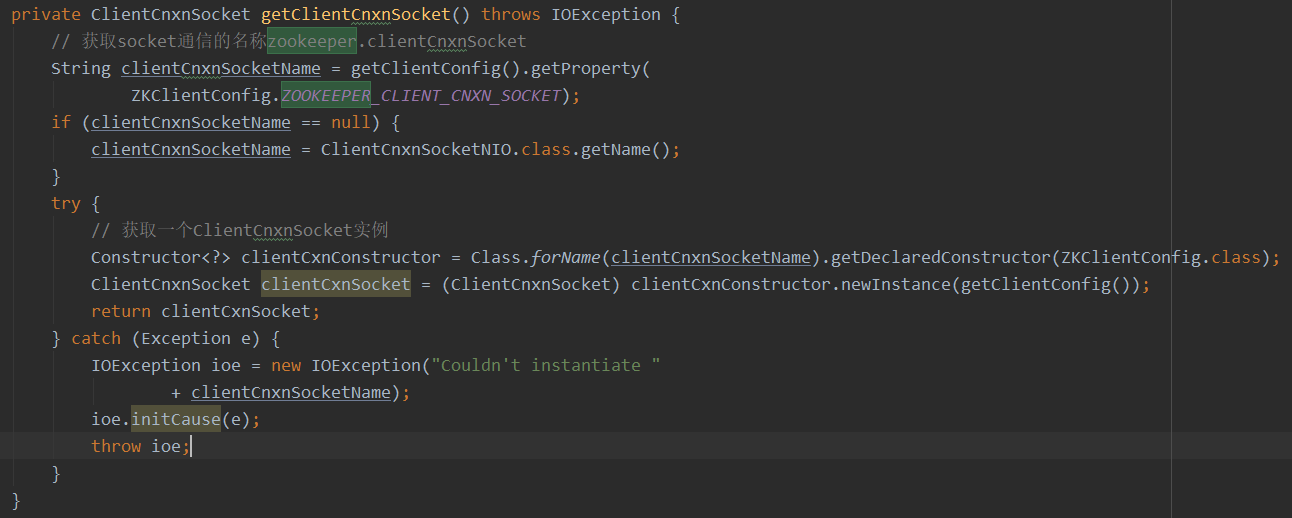 private ClientCnxnSocket getClientCnxnSocket() throws IOException {
// 获取socket通信的名称zookeeper.clientCnxnSocket
String clientCnxnSocketName = getClientConfig().getProperty(
ZKClientConfig.ZOOKEEPER_CLIENT_CNXN_SOCKET);
if (clientCnxnSocketName == null) {
clientCnxnSocketName = ClientCnxnSocketNIO.class.getName();
}
try {
// 获取一个ClientCnxnSocket实例
Constructor<?> clientCxnConstructor = Class.forName(clientCnxnSocketName).getDeclaredConstructor(ZKClientConfig.class);
ClientCnxnSocket clientCxnSocket = (ClientCnxnSocket) clientCxnConstructor.newInstance(getClientConfig());
return clientCxnSocket;
} catch (Exception e) {
IOException ioe = new IOException("Couldn't instantiate "
+ clientCnxnSocketName);
ioe.initCause(e);
throw ioe;
}
}